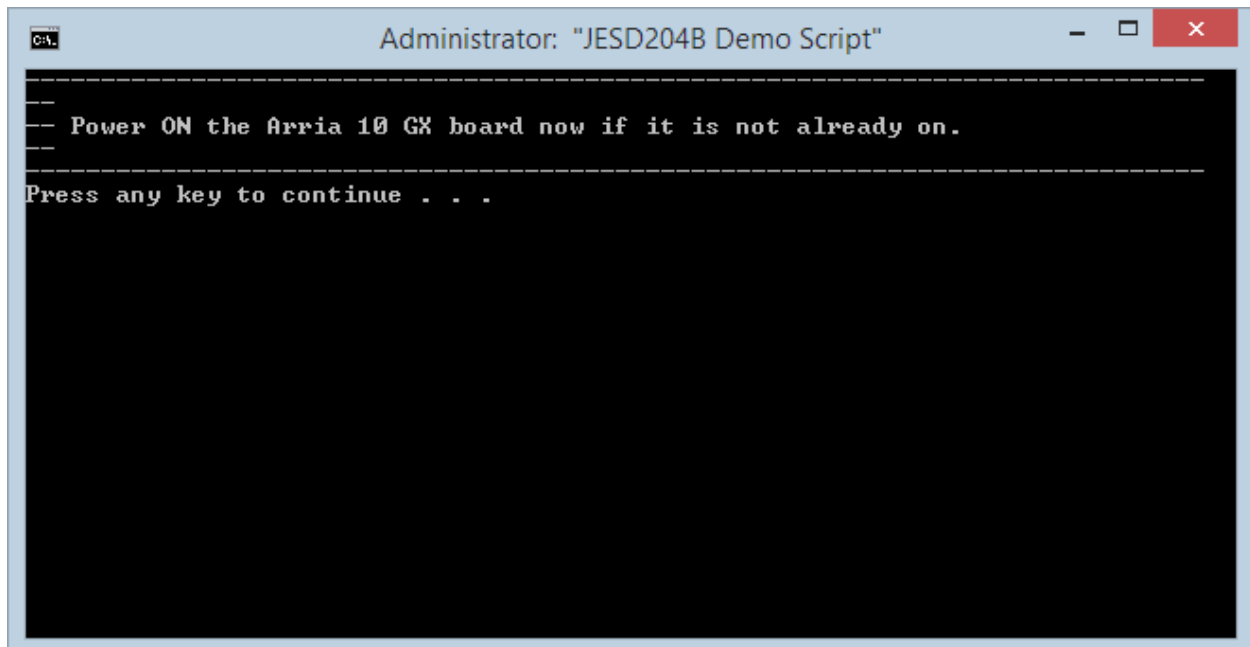 C:\.
Administrator: "JESD204B Demo Script"
--------------------------------------------------------------------------------
--
-- Power ON the Arria 10 GX board now if it is not already on.
--
--------------------------------------------------------------------------------
Press any key to continue . . .